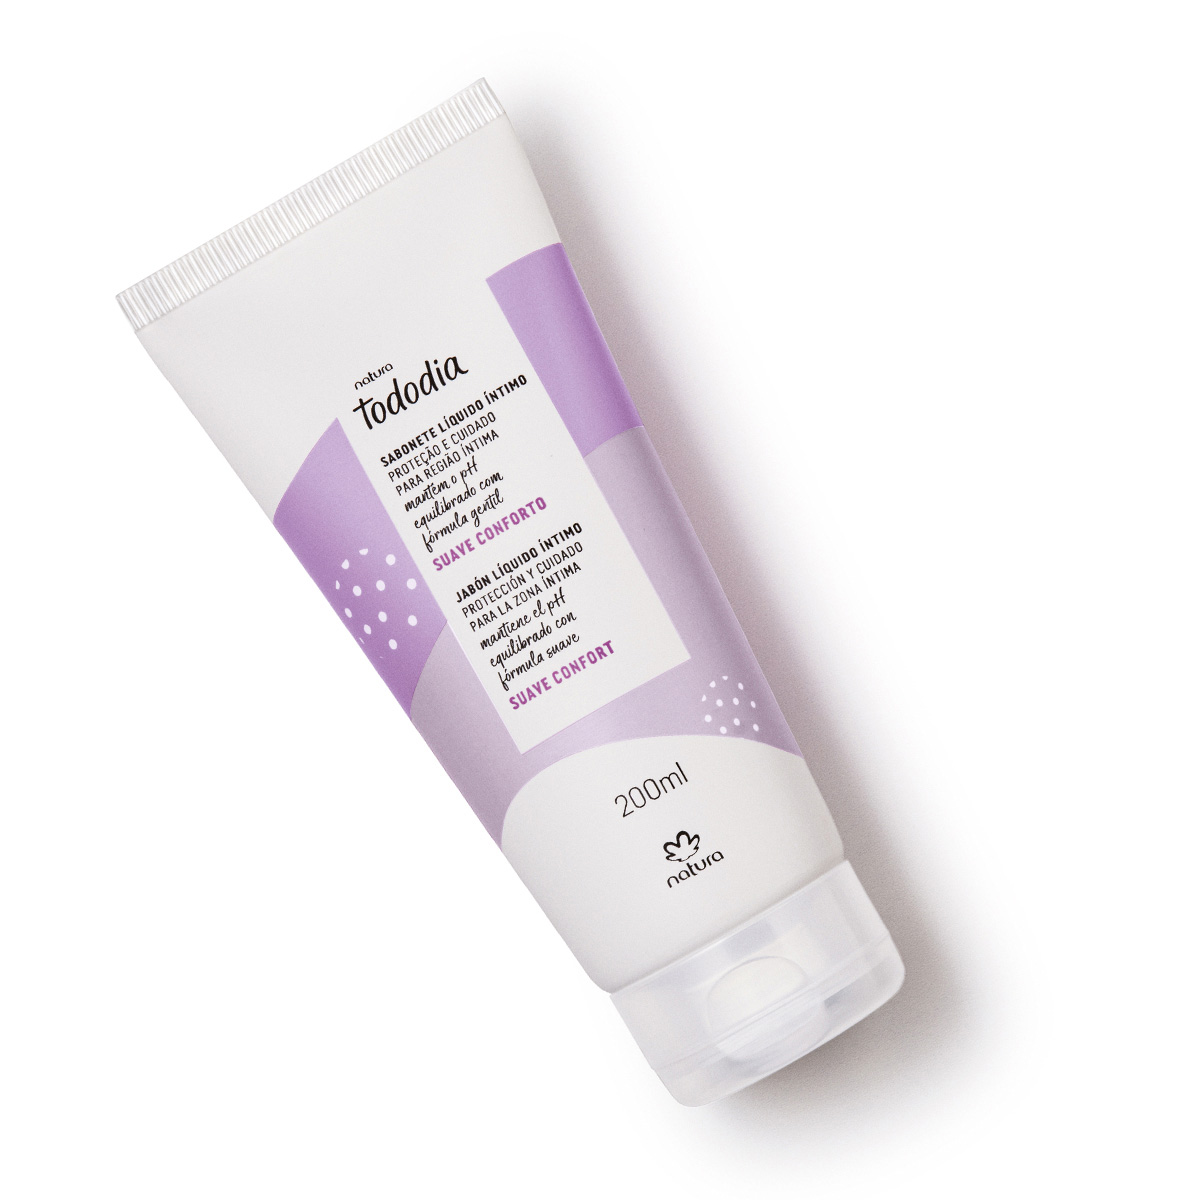 natura
tododia
SABONETE LÍQUIDO ÍNTIMO
PROTEÇÃO E CUIDADO
PARA REGIÃO ÍNTIMA
mantém o pH
equilibrado com
fórmula gentil
SUAVE CONFORTO
JABÓN LÍQUIDO ÍNTIMO
PROTECCIÓN Y CUIDADO
PARA LA ZONA ÍNTIMA
mantiene el pH
equilibrado con
fórmula suave
SUAVE CONFORT
200ml
natura